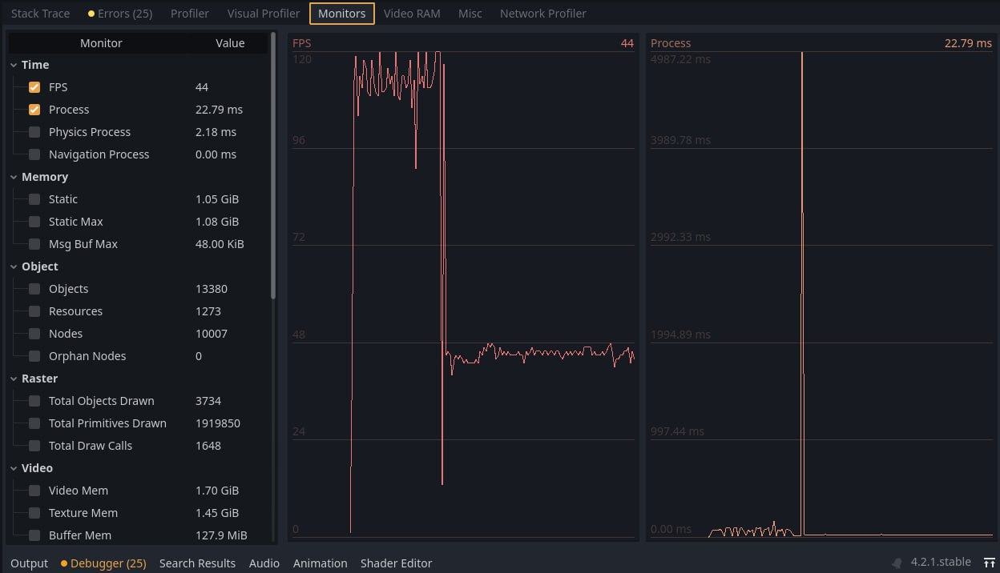 Stack Trace Errors (25) Profiler Visual Profiler Monitors Video RAM Misc Network Profiler
Monitor Value
Time
FPS 44
Process 22.79 ms
Physics Process 2.18 ms
Navigation Process 0.00 ms
Memory
Static 1.05 GiB
Static Max 1.08 GiB
Msg Buf Max 48.00 KiB
Object
Objects 13380
Resources 1273
Nodes 10007
Orphan Nodes 0
Raster
Total Objects Drawn 3734
Total Primitives Drawn 1919850
Total Draw Calls 1648
Video
Video Mem 1.70 GiB
Texture Mem 1.45 GiB
Buffer Mem 127.9 MiB
FPS 44
120
96
72
48
24
0
Process 22.79 ms
4987.22 ms
3989.78 ms
2992.33 ms
1994.89 ms
997.44 ms
0.00 ms
Output Debugger (25) Search Results Audio Animation Shader Editor 4.2.1.stable